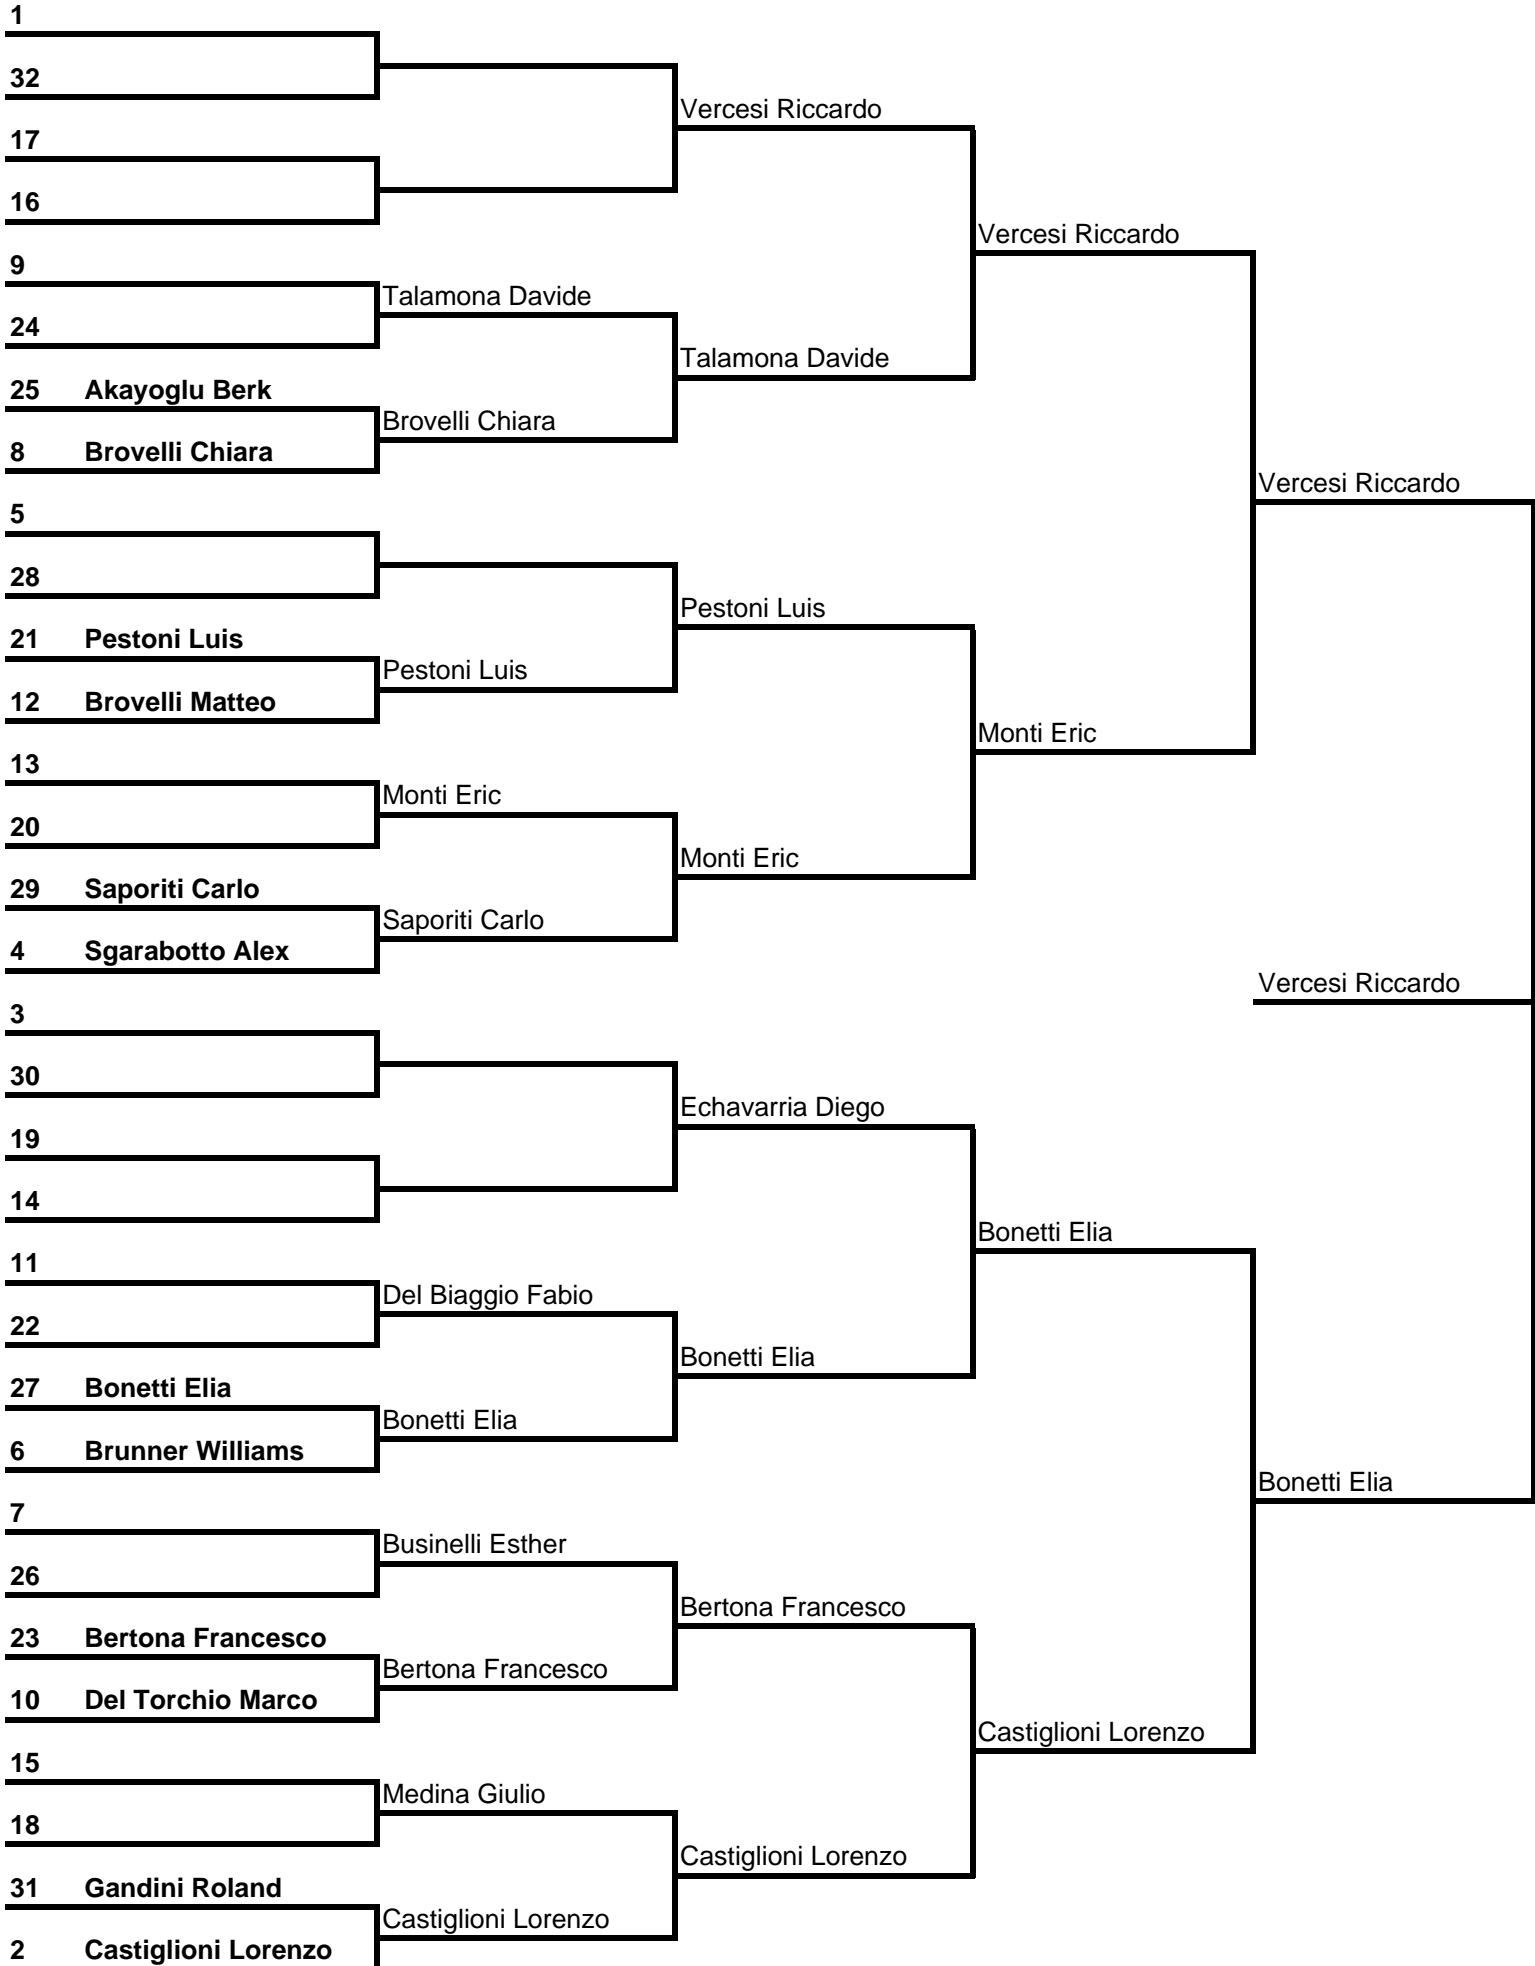 1
32
Vercesi Riccardo
17
16
Vercesi Riccardo
9
Talamona Davide
24
Talamona Davide
25 Akayoglu Berk
Brovelli Chiara
8 Brovelli Chiara
Vercesi Riccardo
5
28
Pestoni Luis
21 Pestoni Luis
Pestoni Luis
12 Brovelli Matteo
Monti Eric
13
Monti Eric
20
Monti Eric
29 Saporiti Carlo
Saporiti Carlo
4 Sgarabotto Alex
Vercesi Riccardo
3
30
Echavarria Diego
19
14
Bonetti Elia
11
Del Biaggio Fabio
22
Bonetti Elia
27 Bonetti Elia
Bonetti Elia
6 Brunner Williams
Bonetti Elia
7
Businelli Esther
26
Bertona Francesco
23 Bertona Francesco
Bertona Francesco
10 Del Torchio Marco
Castiglioni Lorenzo
15
Medina Giulio
18
Castiglioni Lorenzo
31 Gandini Roland
Castiglioni Lorenzo
2 Castiglioni Lorenzo